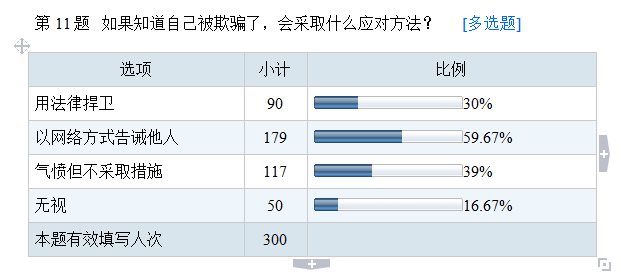 第 11 题 如果知道自己被欺骗了，会采取什么应对方法？ [多选题]
选项 小计 比例
用法律捍卫 90 30%
以网络方式告诫他人 179 59.67%
气愤但不采取措施 117 39%
无视 50 16.67%
本题有效填写人次 300